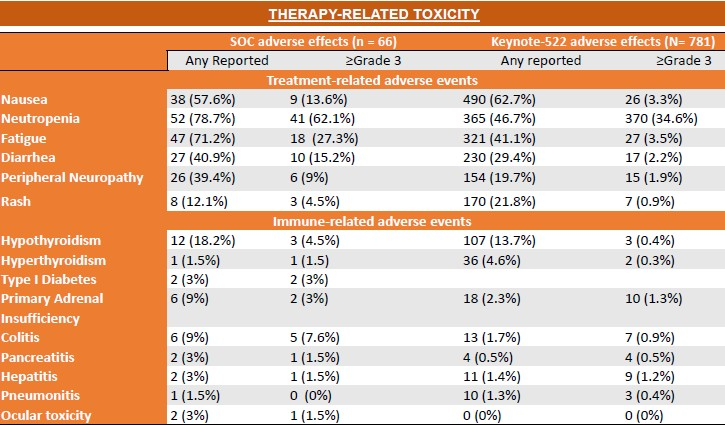 THERAPY-RELATED TOXICITY
SOC adverse effects (n = 66) Keynote-522 adverse effects (N= 781)
Any Reported ≥Grade 3 Any reported ≥Grade 3
Treatment-related adverse events
Nausea 38 (57.6%) 9 (13.6%) 490 (62.7%) 26 (3.3%)
Neutropenia 52 (78.7%) 41 (62.1%) 365 (46.7%) 370 (34.6%)
Fatigue 47 (71.2%) 18 (27.3%) 321 (41.1%) 27 (3.5%)
Diarrhea 27 (40.9%) 10 (15.2%) 230 (29.4%) 17 (2.2%)
Peripheral Neuropathy 26 (39.4%) 6 (9%) 154 (19.7%) 15 (1.9%)
Rash 8 (12.1%) 3 (4.5%) 170 (21.8%) 7 (0.9%)
Immune-related adverse events
Hypothyroidism 12 (18.2%) 3 (4.5%) 107 (13.7%) 3 (0.4%)
Hyperthyroidism 1 (1.5%) 1 (1.5) 36 (4.6%) 2 (0.3%)
Type I Diabetes 2 (3%) 2 (3%)
Primary Adrenal 6 (9%) 2 (3%) 18 (2.3%) 10 (1.3%)
Insufficiency
Colitis 6 (9%) 5 (7.6%) 13 (1.7%) 7 (0.9%)
Pancreatitis 2 (3%) 1 (1.5%) 4 (0.5%) 4 (0.5%)
Hepatitis 2 (3%) 1 (1.5%) 11 (1.4%) 9 (1.2%)
Pneumonitis 1 (1.5%) 0 (0%) 10 (1.3%) 3 (0.4%)
Ocular toxicity 2 (3%) 1 (1.5%) 0 (0%) 0 (0%)